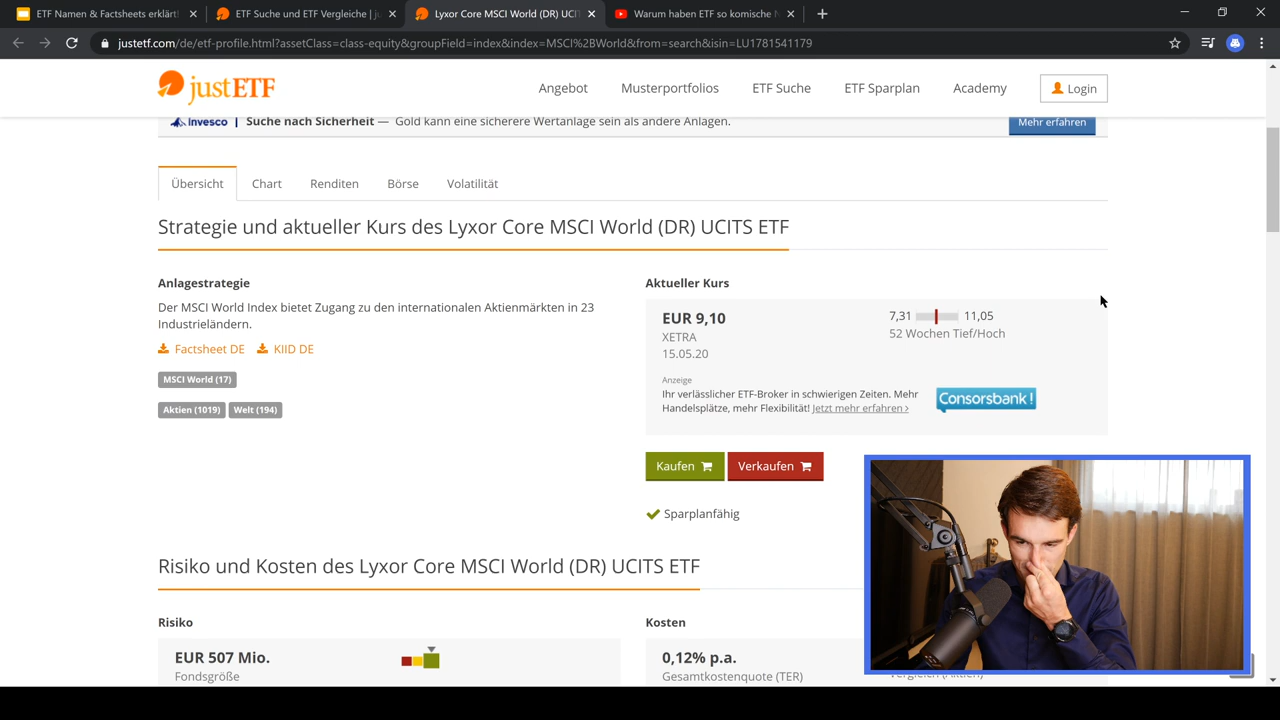 ETF Namen & Factsheets erklärt!
ETF Suche und ETF Vergleiche | ju
Lyxor Core MSCI World (DR) UCIT
Warum haben ETF so komische N
justetf.com/de/etf-profile.html?assetClass=class-equity&groupField=index&index=MSCI%2BWorld&from=search&isin=LU1781541179
justETF
Angebot
Musterportfolios
ETF Suche
ETF Sparplan
Academy
Login
Invesco | Suche nach Sicherheit — Gold kann eine sicherere Wertanlage sein als andere Anlagen.
Mehr erfahren
Übersicht
Chart
Renditen
Börse
Volatilität
Strategie und aktueller Kurs des Lyxor Core MSCI World (DR) UCITS ETF
Anlagestrategie
Der MSCI World Index bietet Zugang zu den internationalen Aktienmärkten in 23
Industrieländern.
Factsheet DE
KIID DE
MSCI World (17)
Aktien (1019)
Welt (194)
Aktueller Kurs
EUR 9,10
XETRA
15.05.20
7,31
11,05
52 Wochen Tief/Hoch
Anzeige
Ihr verlässlicher ETF-Broker in schwierigen Zeiten. Mehr
Handelsplätze, mehr Flexibilität! Jetzt mehr erfahren ›
Consorsbank!
Kaufen
Verkaufen
Sparplanfähig
Risiko und Kosten des Lyxor Core MSCI World (DR) UCITS ETF
Risiko
EUR 507 Mio.
Fondsgröße
Kosten
0,12% p.a.
Gesamtkostenquote (TER)
Vergleich (Aktien)